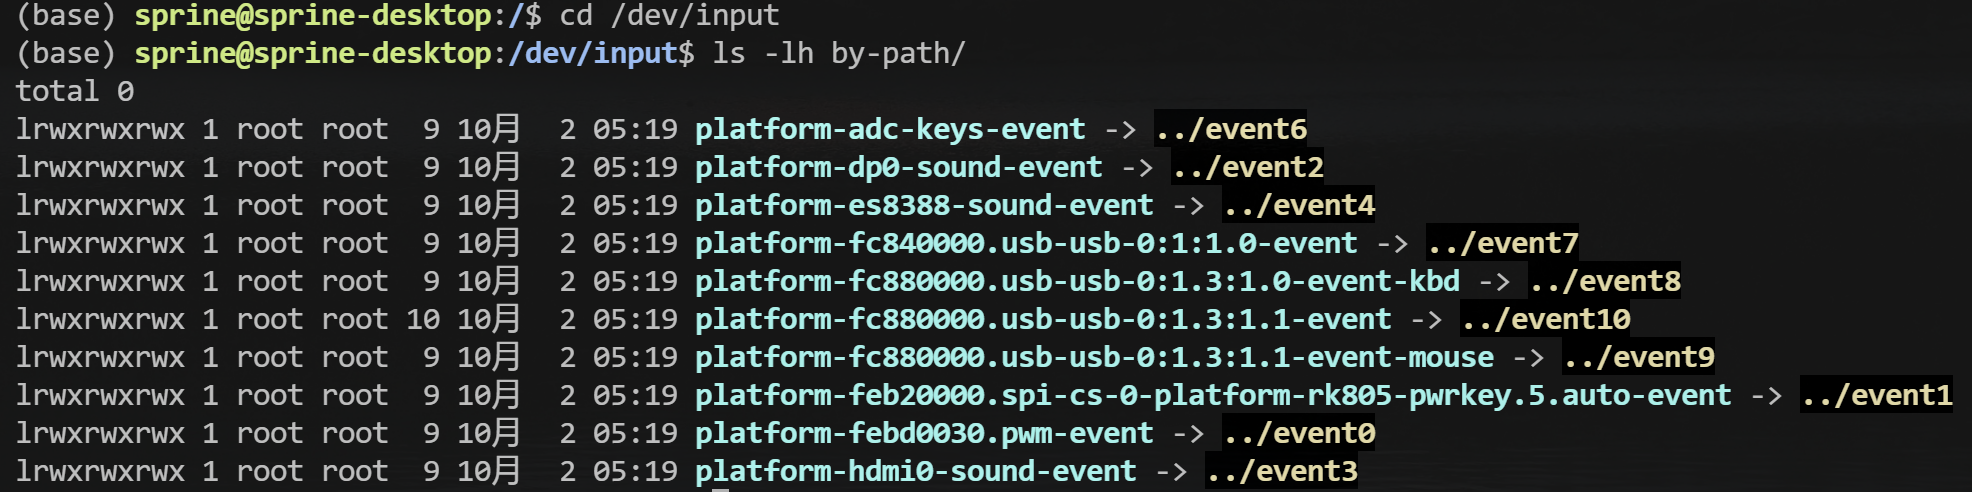 (base) sprine@sprine-desktop:/$ cd /dev/input
(base) sprine@sprine-desktop:/dev/input$ ls -lh by-path/
total 0
lrwxrwxrwx 1 root root  9 10月  2 05:19 platform-adc-keys-event -> ../event6
lrwxrwxrwx 1 root root  9 10月  2 05:19 platform-dp0-sound-event -> ../event2
lrwxrwxrwx 1 root root  9 10月  2 05:19 platform-es8388-sound-event -> ../event4
lrwxrwxrwx 1 root root  9 10月  2 05:19 platform-fc840000.usb-usb-0:1:1.0-event -> ../event7
lrwxrwxrwx 1 root root  9 10月  2 05:19 platform-fc880000.usb-usb-0:1.3:1.0-event-kbd -> ../event8
lrwxrwxrwx 1 root root 10 10月  2 05:19 platform-fc880000.usb-usb-0:1.3:1.1-event -> ../event10
lrwxrwxrwx 1 root root  9 10月  2 05:19 platform-fc880000.usb-usb-0:1.3:1.1-event-mouse -> ../event9
lrwxrwxrwx 1 root root  9 10月  2 05:19 platform-feb20000.spi-cs-0-platform-rk805-pwrkey.5.auto-event -> ../event1
lrwxrwxrwx 1 root root  9 10月  2 05:19 platform-febd0030.pwm-event -> ../event0
lrwxrwxrwx 1 root root  9 10月  2 05:19 platform-hdmi0-sound-event -> ../event3